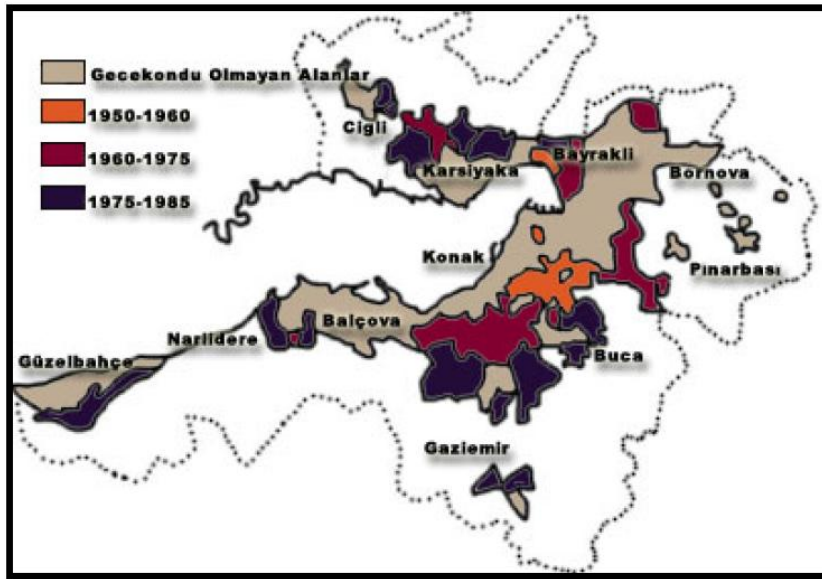 Gecekondu Olmayan Alanlar
1950-1960
1960-1975
1975-1985
Cigli
Karsiyaka
Bayrakli
Bornova
Konak
Pınarbası
Narlidere
Balçova
Güzelbahçe
Buca
Gaziemir